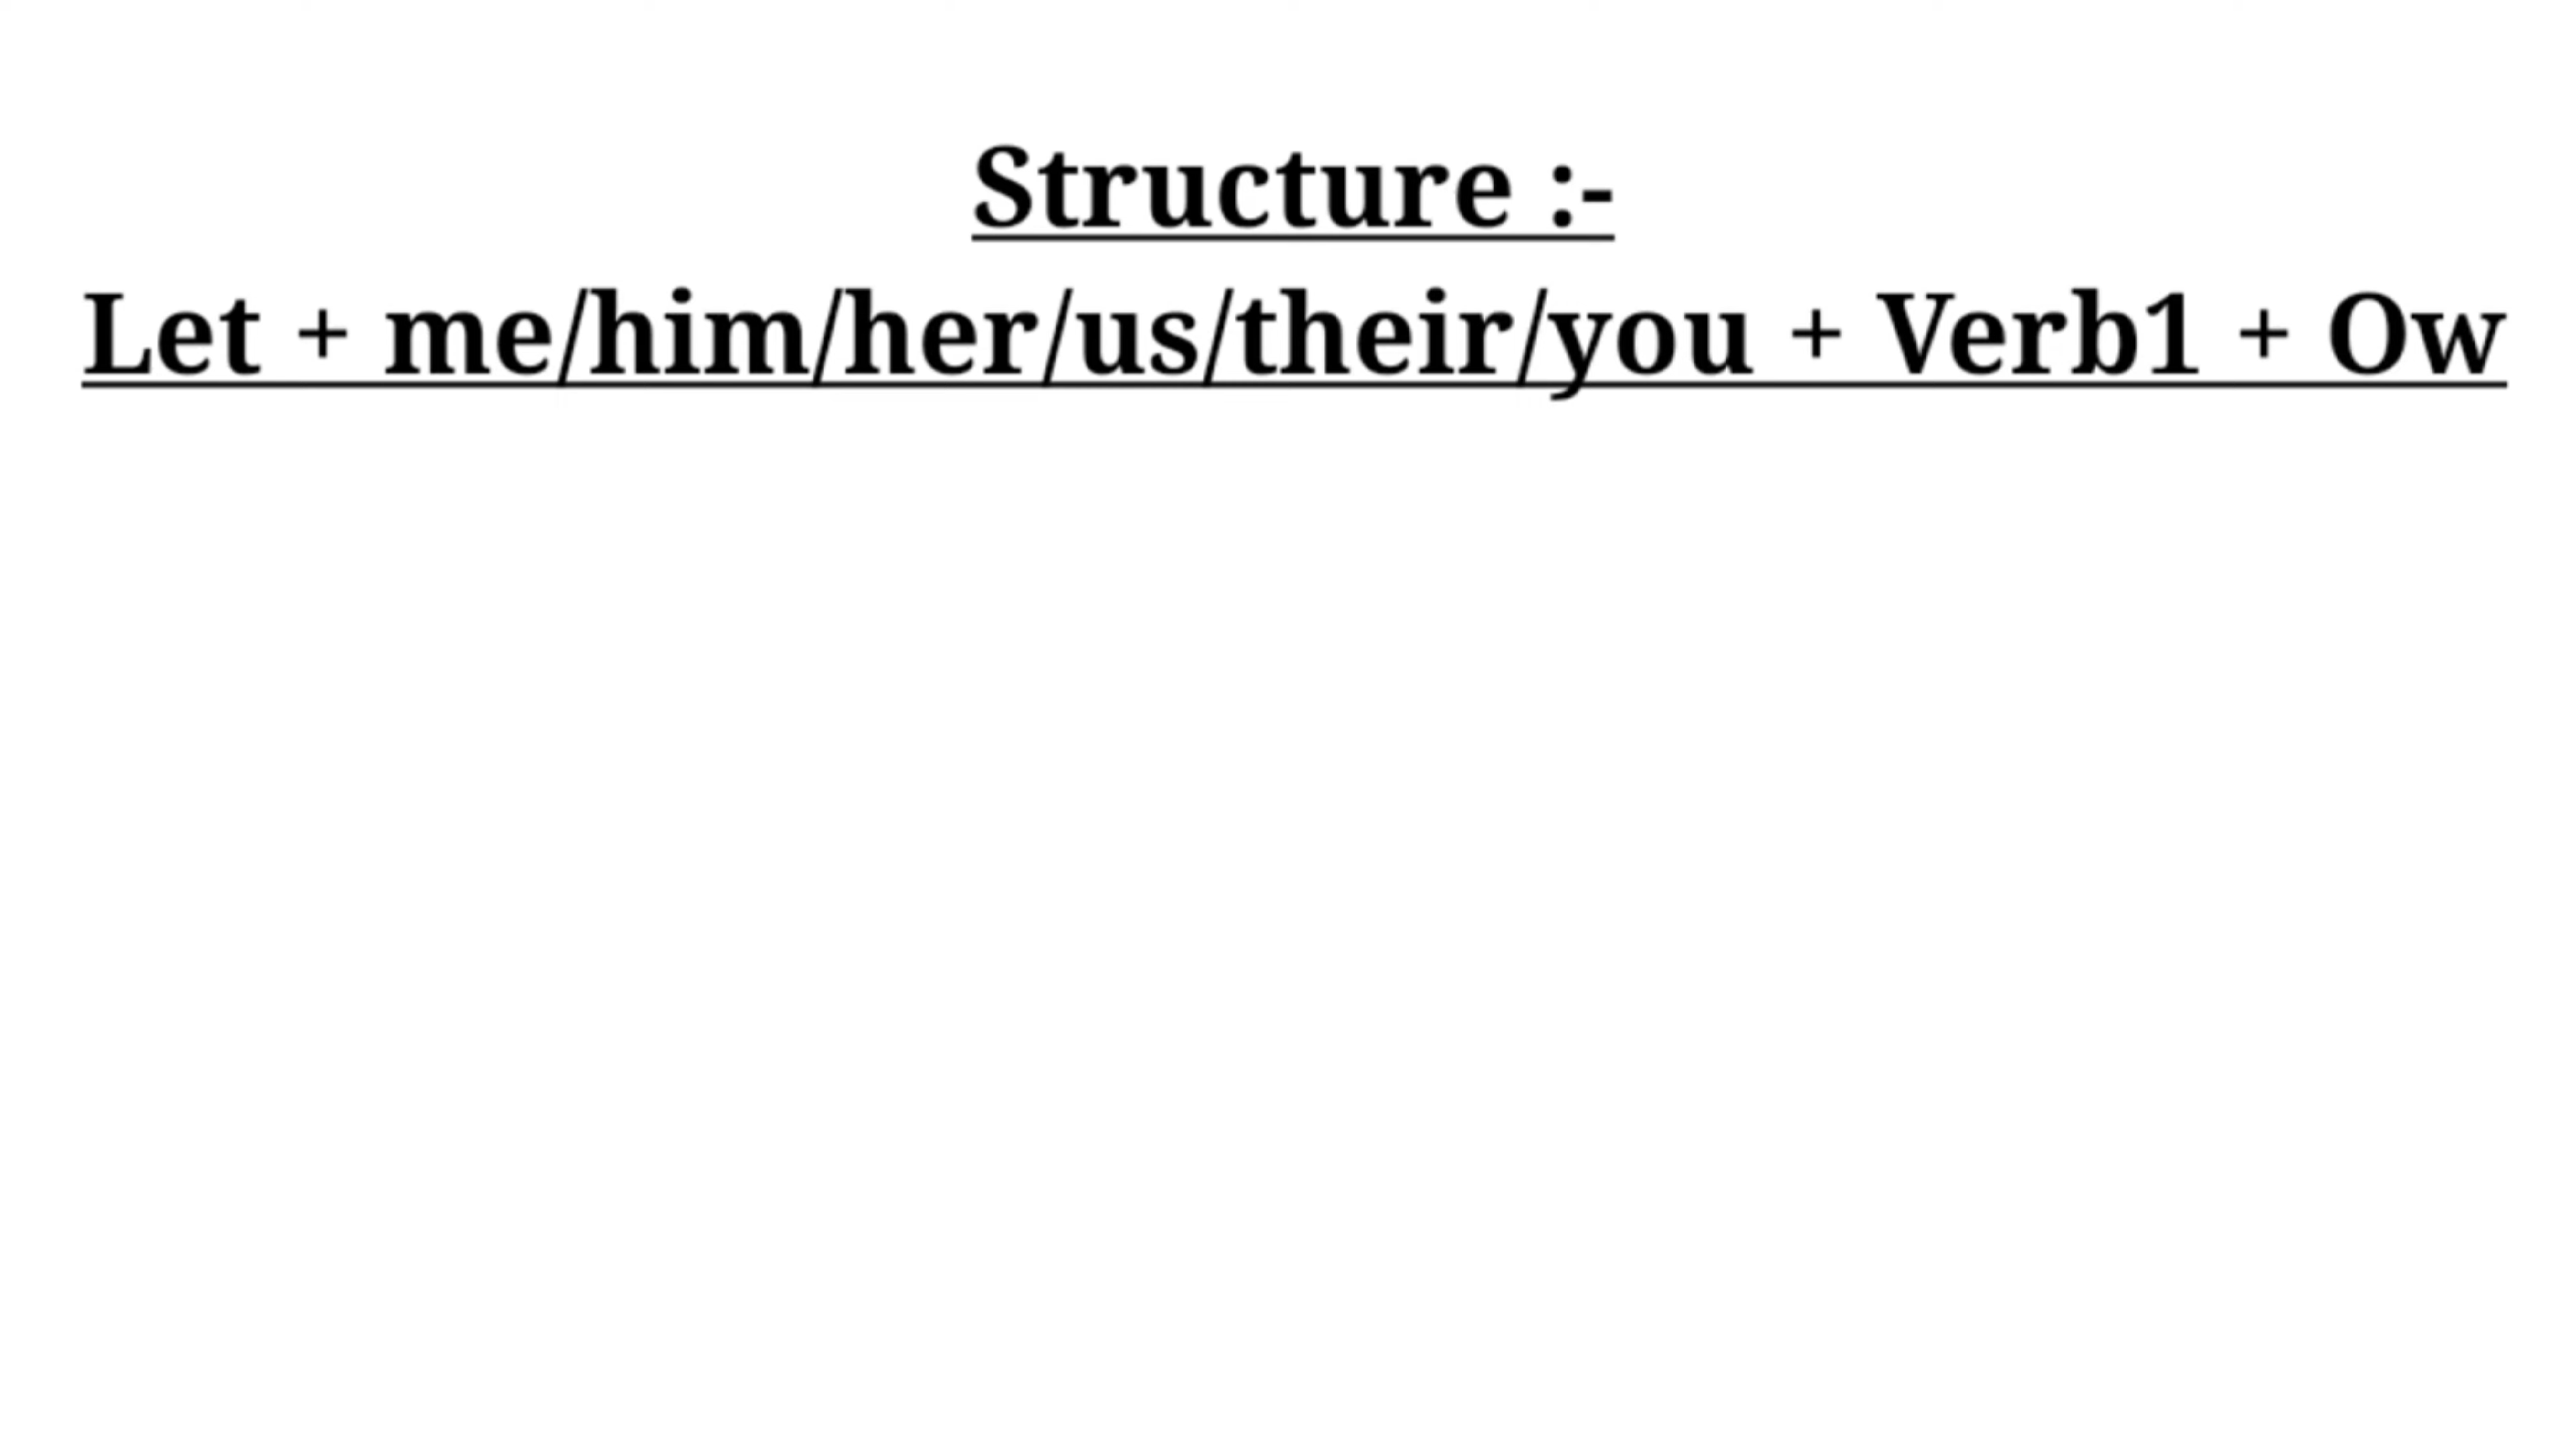 Structure :-
Let + me/him/her/us/their/you + Verb1 + Ow